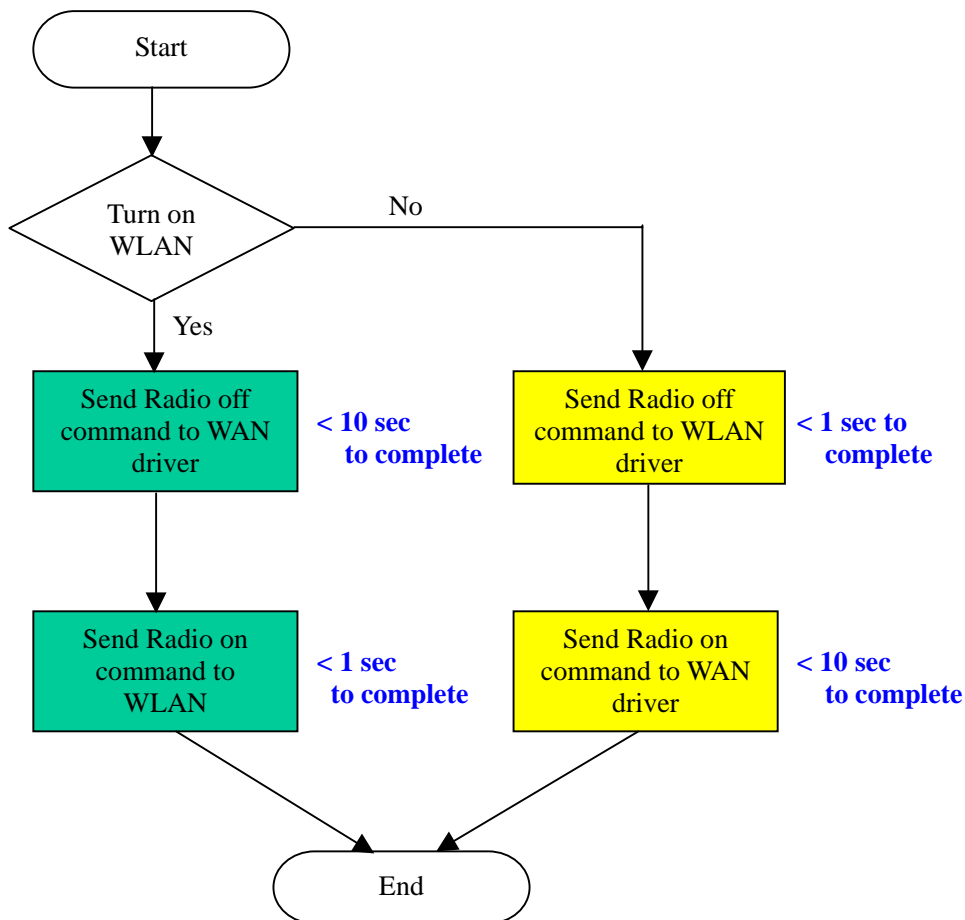 Start
Turn on
WLAN
No
Yes
Send Radio off
command to WAN
driver
< 10 sec
to complete
Send Radio off
command to WLAN
driver
< 1 sec to
complete
Send Radio on
command to
WLAN
< 1 sec
to complete
Send Radio on
command to WAN
driver
< 10 sec
to complete
End